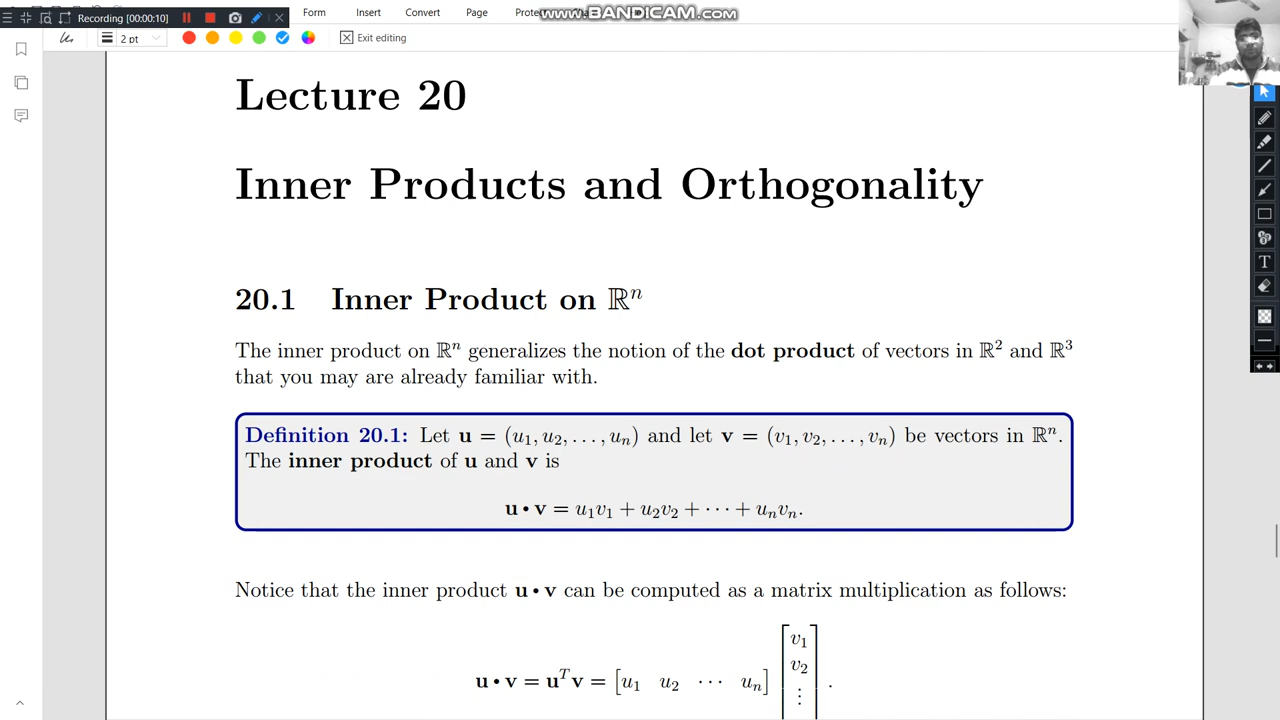 Recording [00:00:10]
Form Insert Convert Page
www.BANDICAM.com
2 pt
Exit editing
Lecture 20
Inner Products and Orthogonality
20.1 Inner Product on ℝⁿ
The inner product on ℝⁿ generalizes the notion of the dot product of vectors in ℝ² and ℝ³
that you may are already familiar with.
Definition 20.1: Let u = (u₁, u₂, . . . , uₙ) and let v = (v₁, v₂, . . . , vₙ) be vectors in ℝⁿ.
The inner product of u and v is
u • v = u₁v₁ + u₂v₂ + · · · + uₙvₙ.
Notice that the inner product u • v can be computed as a matrix multiplication as follows:
u • v = uᵀv = [u₁ u₂ · · · uₙ] [v₁ v₂ ⋮ .